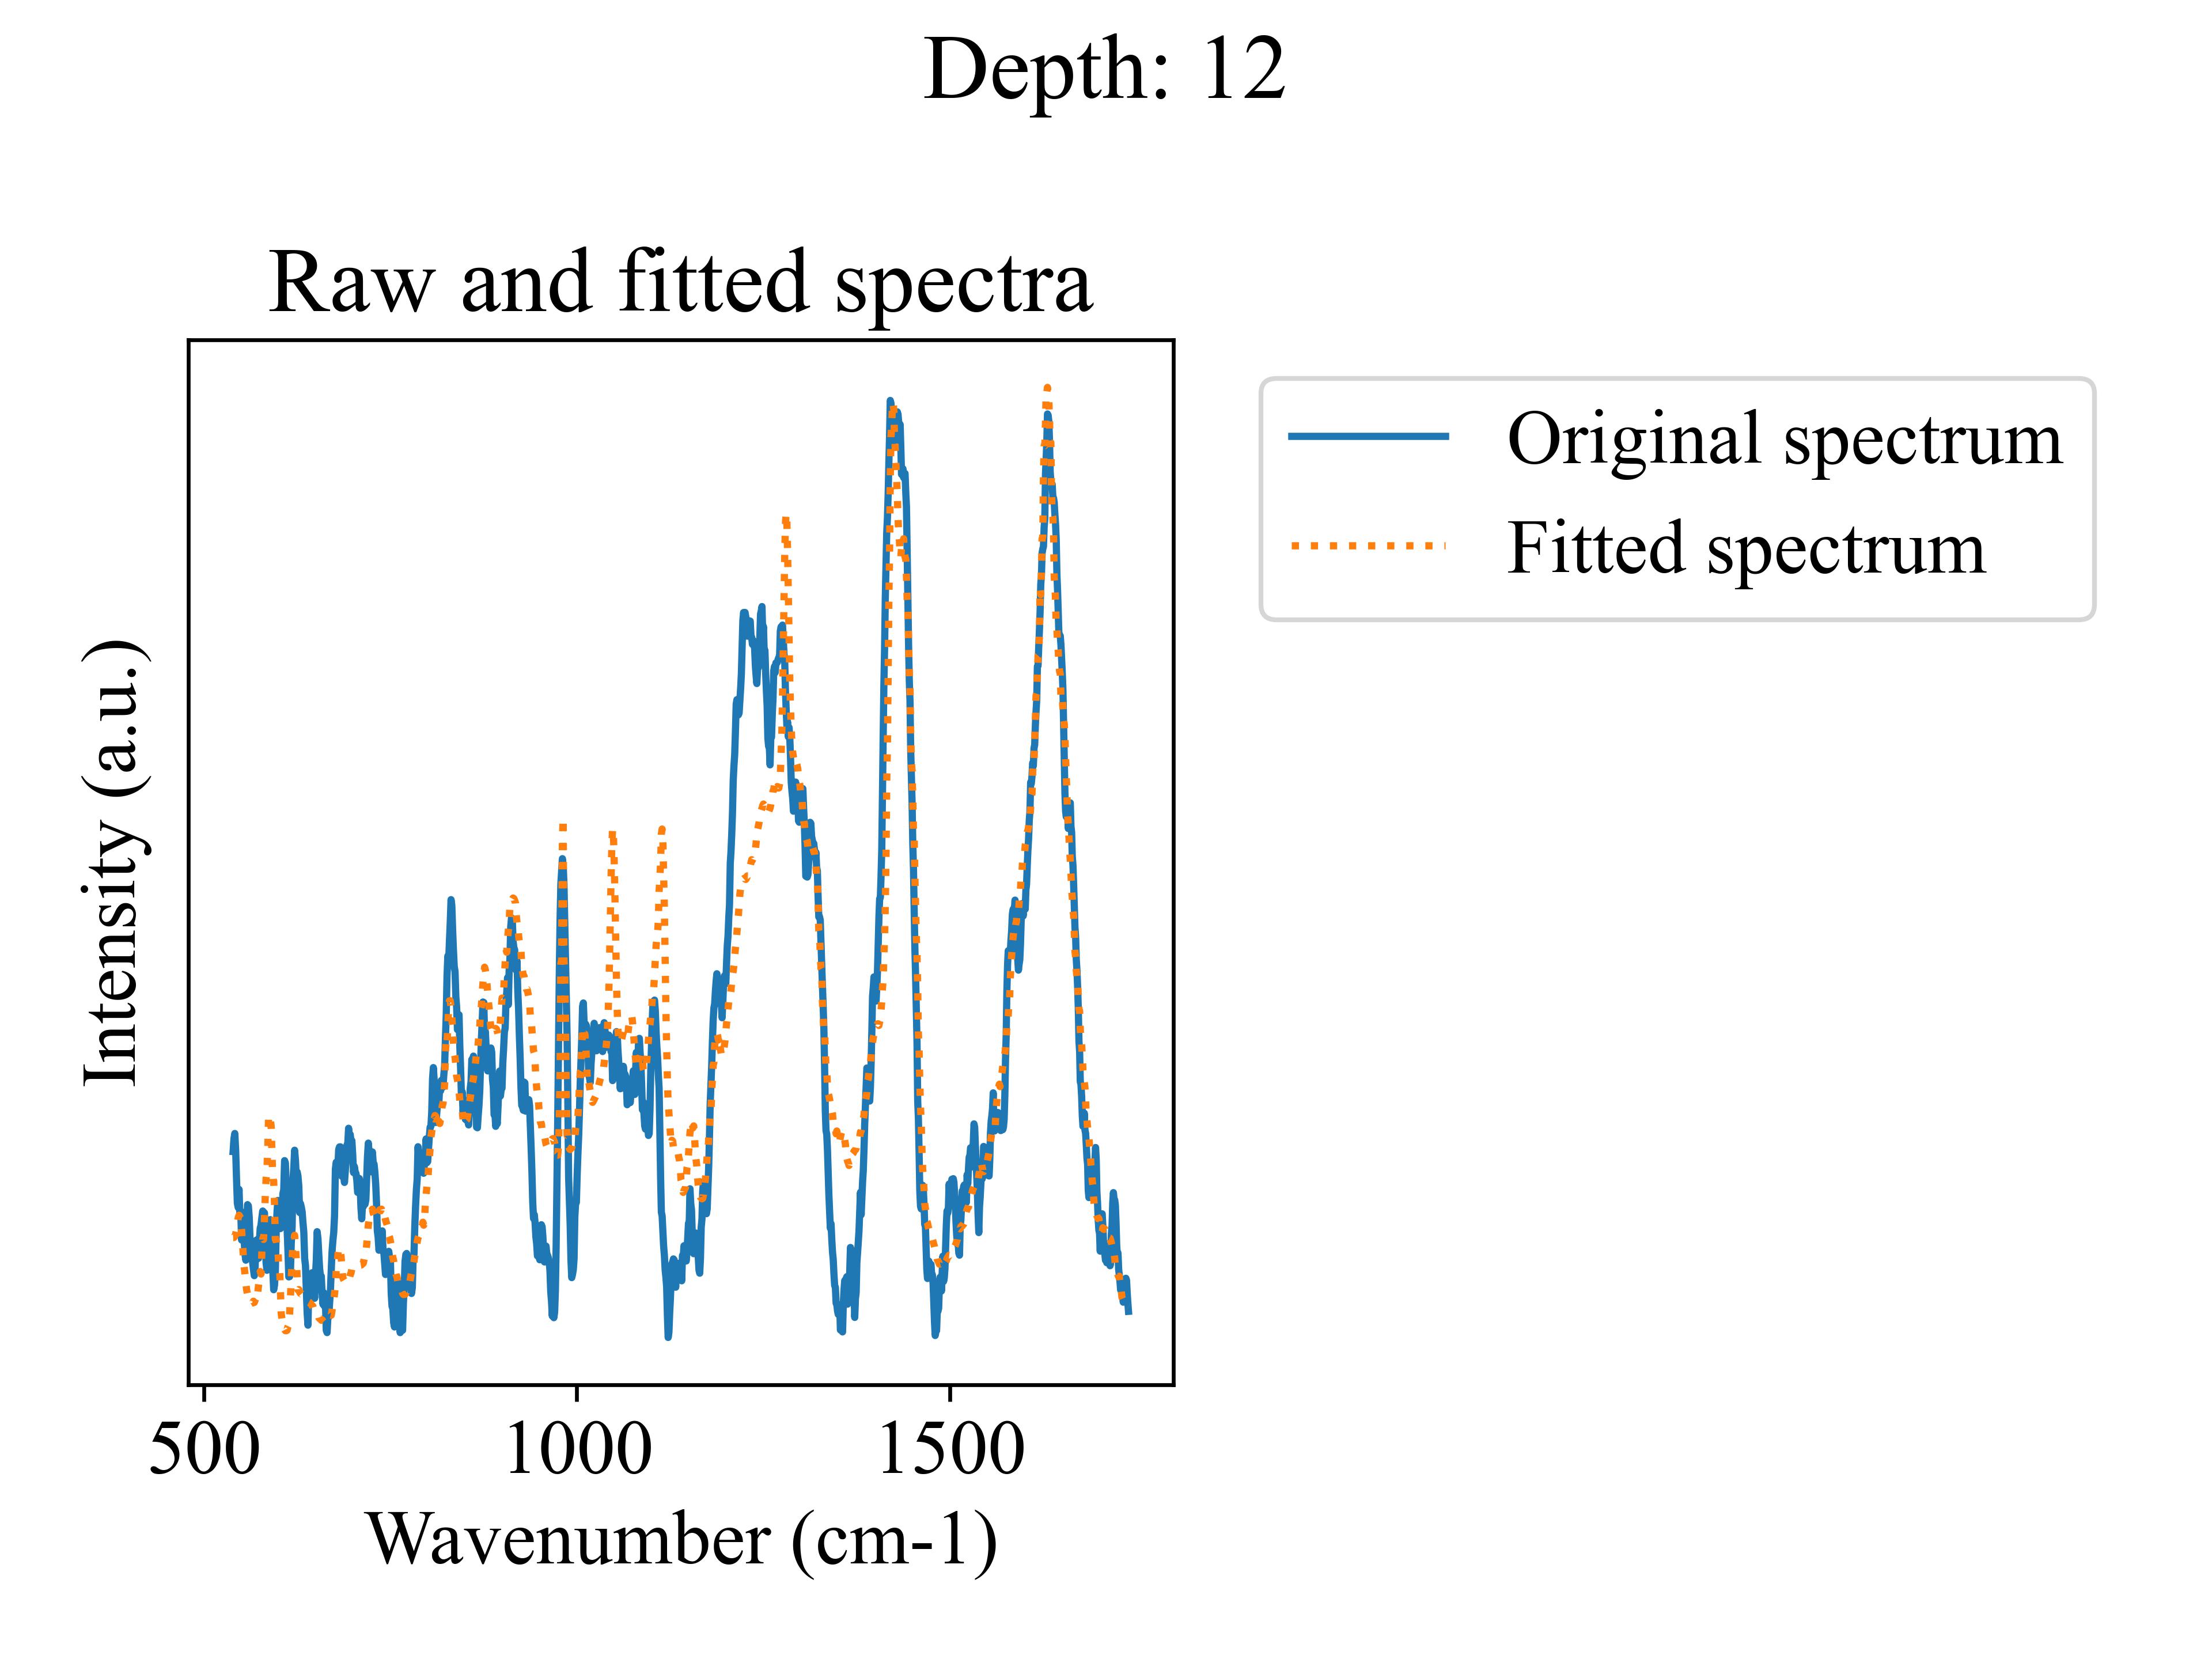 Depth: 12
Raw and fitted spectra
Original spectrum
Fitted spectrum
Intensity (a.u.)
500 1000 1500
Wavenumber (cm-1)